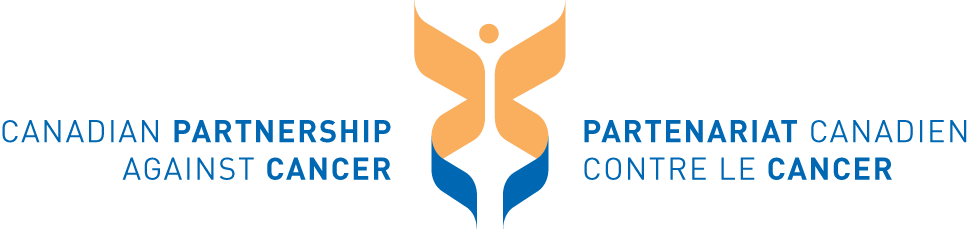 CANADIAN PARTNERSHIP
AGAINST CANCER
PARTENARIAT CANADIEN
CONTRE LE CANCER